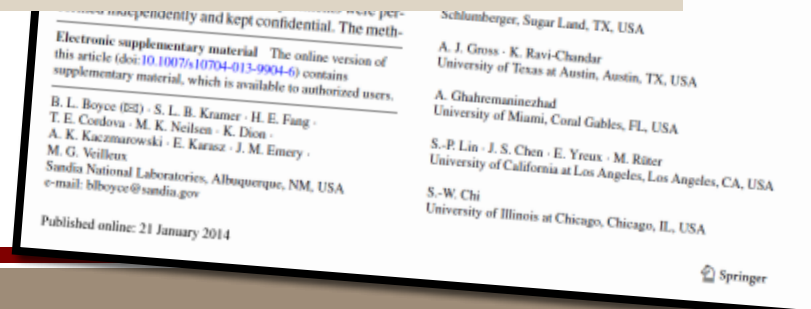 formed independently and kept confidential. The meth-
Electronic supplementary material The online version of
this article (doi:10.1007/s10704-013-9904-6) contains
supplementary material, which is available to authorized users.
B. L. Boyce (✉) · S. L. B. Kramer · H. E. Fang ·
T. E. Cordova · M. K. Neilsen · K. Dion ·
A. K. Kaczmarowski · E. Karasz · J. M. Emery ·
M. G. Veilleux
Sandia National Laboratories, Albuquerque, NM, USA
e-mail: blboyce@sandia.gov
Published online: 21 January 2014
Schlumberger, Sugar Land, TX, USA
A. J. Gross · K. Ravi-Chandar
University of Texas at Austin, Austin, TX, USA
A. Ghahremaninezhad
University of Miami, Coral Gables, FL, USA
S.-P. Lin · J. S. Chen · E. Yreux · M. Rüter
University of California at Los Angeles, Los Angeles, CA, USA
S.-W. Chi
University of Illinois at Chicago, Chicago, IL, USA
Springer